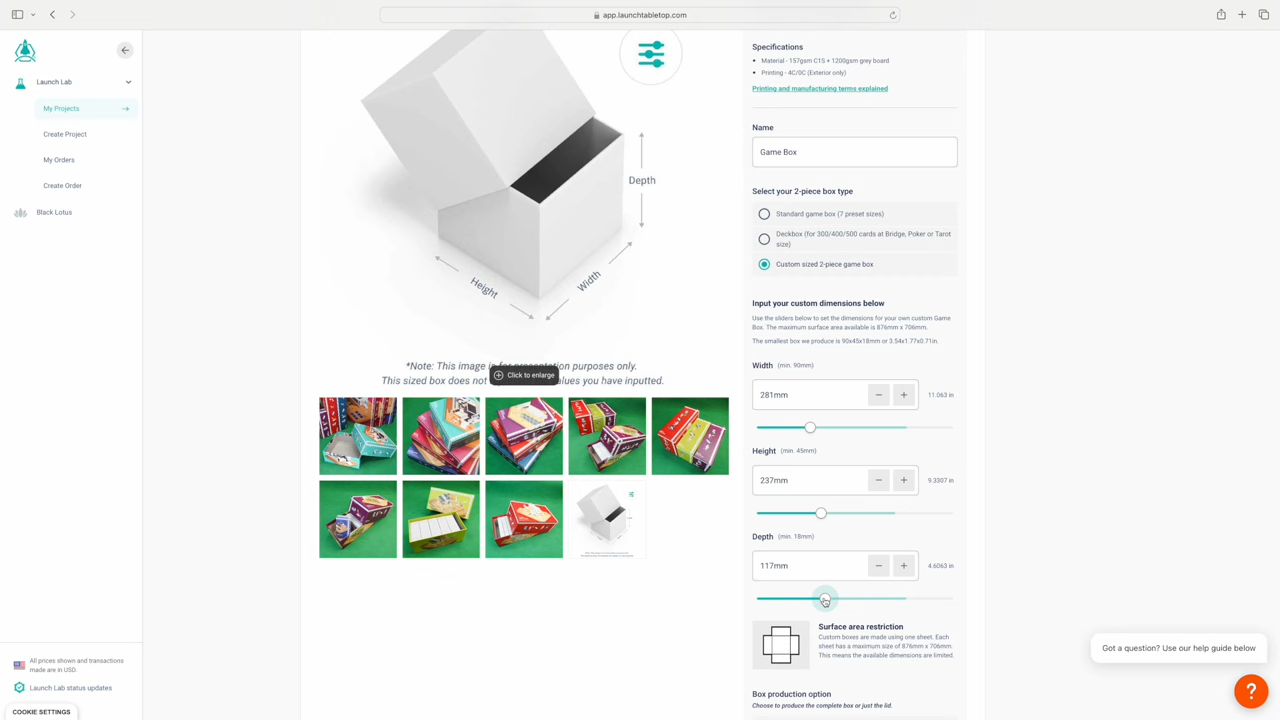 app.launchtabletop.com
Launch Lab
My Projects
Create Project
My Orders
Create Order
Black Lotus
All prices shown and transactions
made are in USD.
Launch Lab status updates
COOKIE SETTINGS
Depth
Width
Height
*Note: This image is for presentation purposes only.
This sized box does not
alues you have inputted.
Click to enlarge
Specifications
Material - 157gsm C1S + 1200gsm grey board
Printing - 4C/0C (Exterior only)
Printing and manufacturing terms explained
Name
Game Box
Select your 2-piece box type
Standard game box (7 preset sizes)
Deckbox (for 300/400/500 cards at Bridge, Poker or Tarot
size)
Custom sized 2-piece game box
Input your custom dimensions below
Use the sliders below to set the dimensions for your own custom Game
Box. The maximum surface area available is 876mm x 706mm.
The smallest box we produce is 90x45x18mm or 3.54x1.77x0.71in.
Width (min. 90mm)
281mm
11.063 in
Height (min. 45mm)
237mm
9.3307 in
Depth (min. 18mm)
117mm
4.6063 in
Surface area restriction
Custom boxes are made using one sheet. Each
sheet has a maximum size of 876mm x 706mm.
This means the available dimensions are limited.
Box production option
Choose to produce the complete box or just the lid.
Got a question? Use our help guide below
?